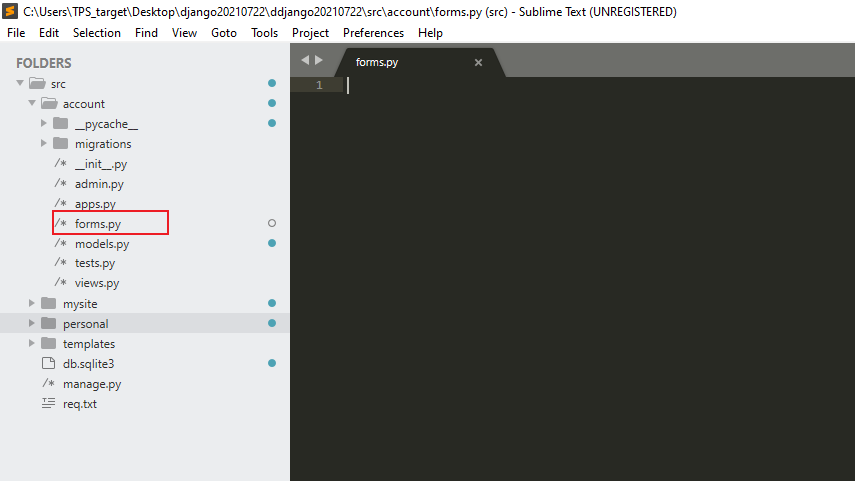 C:\Users\TPS_target\Desktop\django20210722\ddjango20210722\src\account\forms.py (src) - Sublime Text (UNREGISTERED)
File Edit Selection Find View Goto Tools Project Preferences Help
FOLDERS
src
account
__pycache__
migrations
/* __init__.py
/* admin.py
/* apps.py
/* forms.py
/* models.py
/* tests.py
/* views.py
mysite
personal
templates
db.sqlite3
/* manage.py
req.txt
forms.py ×
1